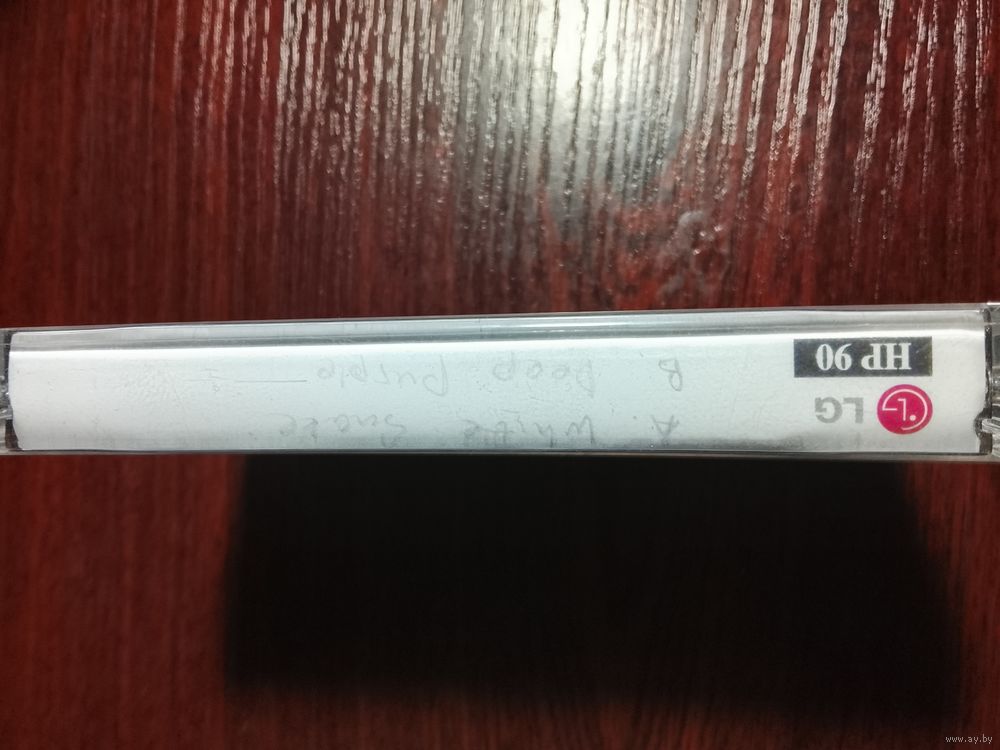 LG
HP 90
A. White Snake
B. Deep purple
www.ay.by